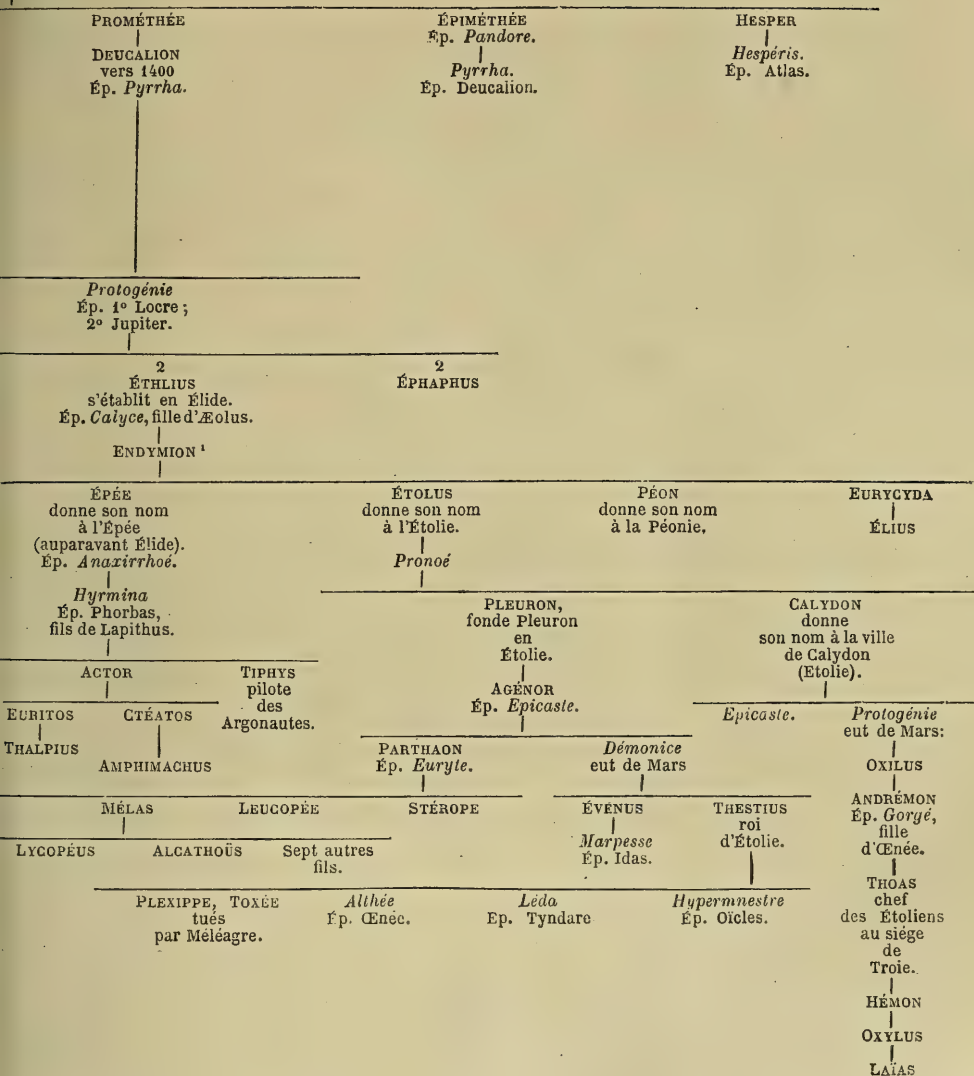 PROMÉTHÉE
DEUCALION
vers 1400
Ép. Pyrrha.
ÉPIMÉTHÉE
Ép. Pandore.
Pyrrha.
Ép. Deucalion.
HESPER
Hespéris.
Ép. Atlas.
Protogénie
Ép. 1º Locre ;
2º Jupiter.
2
ÉTHLIUS
s'établit en Élide.
Ép. Calyce, fille d'Æolus.
ENDYMION ¹
2
ÉPHAPHUS
ÉPÉE
donne son nom
à l'Épée
(auparavant Élide).
Ép. Anaxirrhoé.
Hyrmina
Ép. Phorbas,
fils de Lapithus.
ÉTOLUS
donne son nom
à l'Étolie.
Pronoé
PÉON
donne son nom
à la Péonie.
EURYCYDA
ÉLIUS
PLEURON,
fonde Pleuron
en
Étolie.
AGÉNOR
Ép. Epicaste.
CALYDON
donne
son nom à la ville
de Calydon
(Etolie).
ACTOR
TIPHYS
pilote
des
Argonautes.
EURITOS
THALPIUS
CTÉATOS
AMPHIMACHUS
Epicaste.
Protogénie
eut de Mars:
OXILUS
ANDRÉMON
Ép. Gorgé,
fille
d'Œnée.
THOAS
chef
des Étoliens
au siége
de
Troie.
HÉMON
OXYLUS
LAÏAS
PARTHAON
Ép. Euryte.
Démonice
eut de Mars
MÉLAS
LEUCOPÉE
STÉROPE
ÉVÉNUS
Marpesse
Ép. Idas.
THESTIUS
roi
d'Étolie.
LYCOPÉUS
ALCATHOÜS
Sept autres
fils.
PLEXIPPE, TOXÉE
tués
par Méléagre.
Althée
Ép. Œnéc.
Léda
Ep. Tyndare
Hypermnestre
Ép. Oïcles.